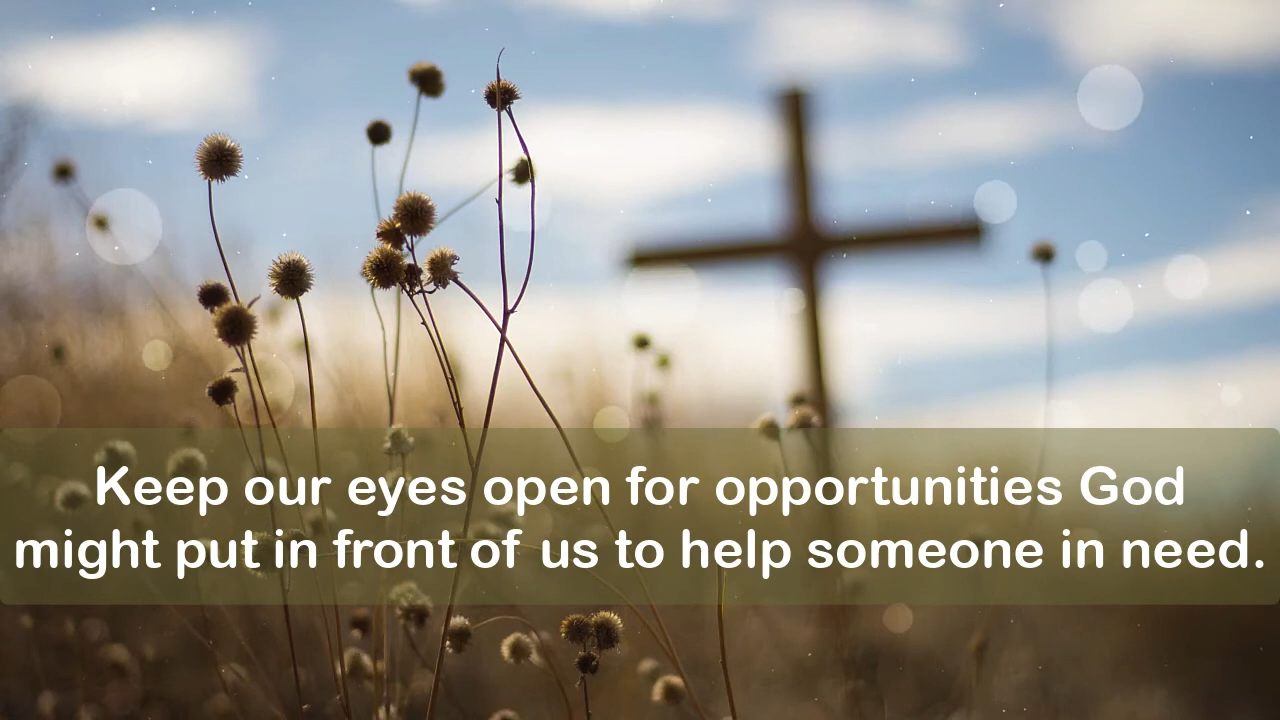 Keep our eyes open for opportunities God
might put in front of us to help someone in need.